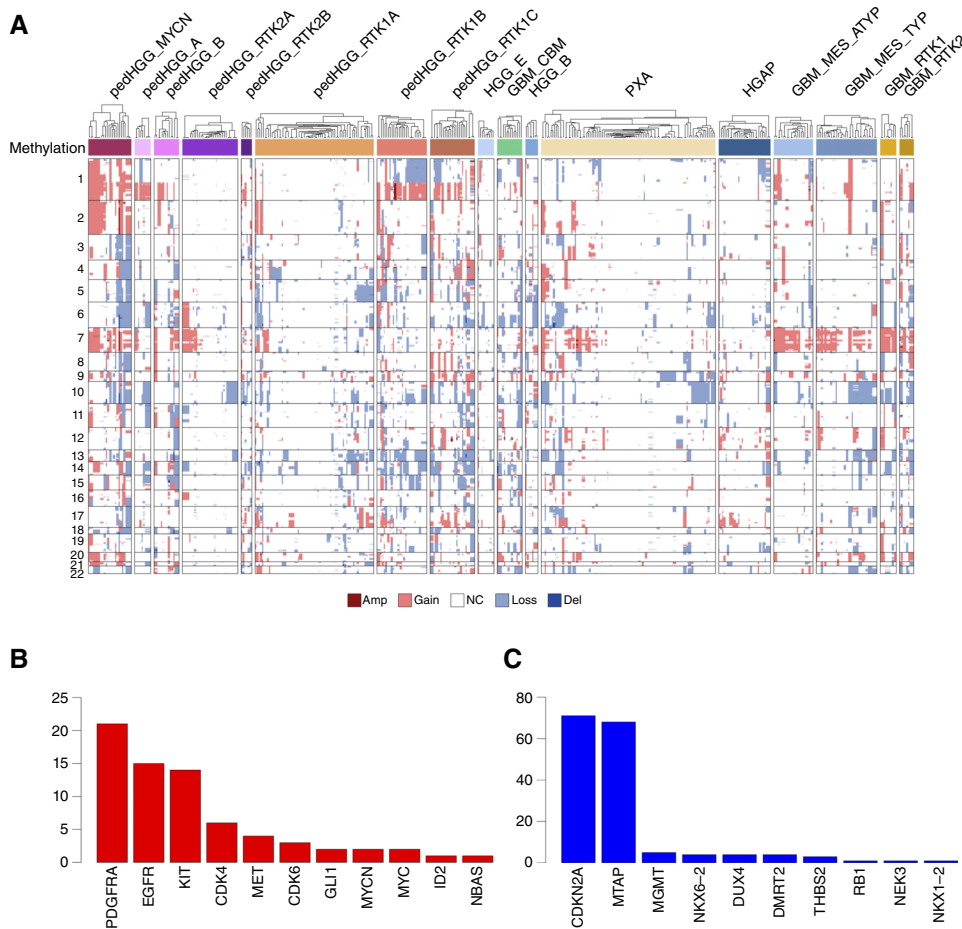 A
pedHGG_MYCN
pedHGG_A
pedHGG_B
pedHGG_RTK2A
pedHGG_RTK2B
pedHGG_RTK1A
pedHGG_RTK1B
pedHGG_RTK1C
HGG_E
GBM_CBM
HGG_B
PXA
HGAP
GBM_MES_ATYP
GBM_MES_TYP
GBM_RTK1
GBM_RTK2
Methylation
1
2
3
4
5
6
7
8
9
10
11
12
13
14
15
16
17
18
19
20
21
22
Amp Gain NC Loss Del
B
25
20
15
10
5
0
PDGFRA
EGFR
KIT
CDK4
MET
CDK6
GLI1
MYCN
MYC
ID2
NBAS
C
80
60
40
20
0
CDKN2A
MTAP
MGMT
NKX6−2
DUX4
DMRT2
THBS2
RB1
NEK3
NKX1−2